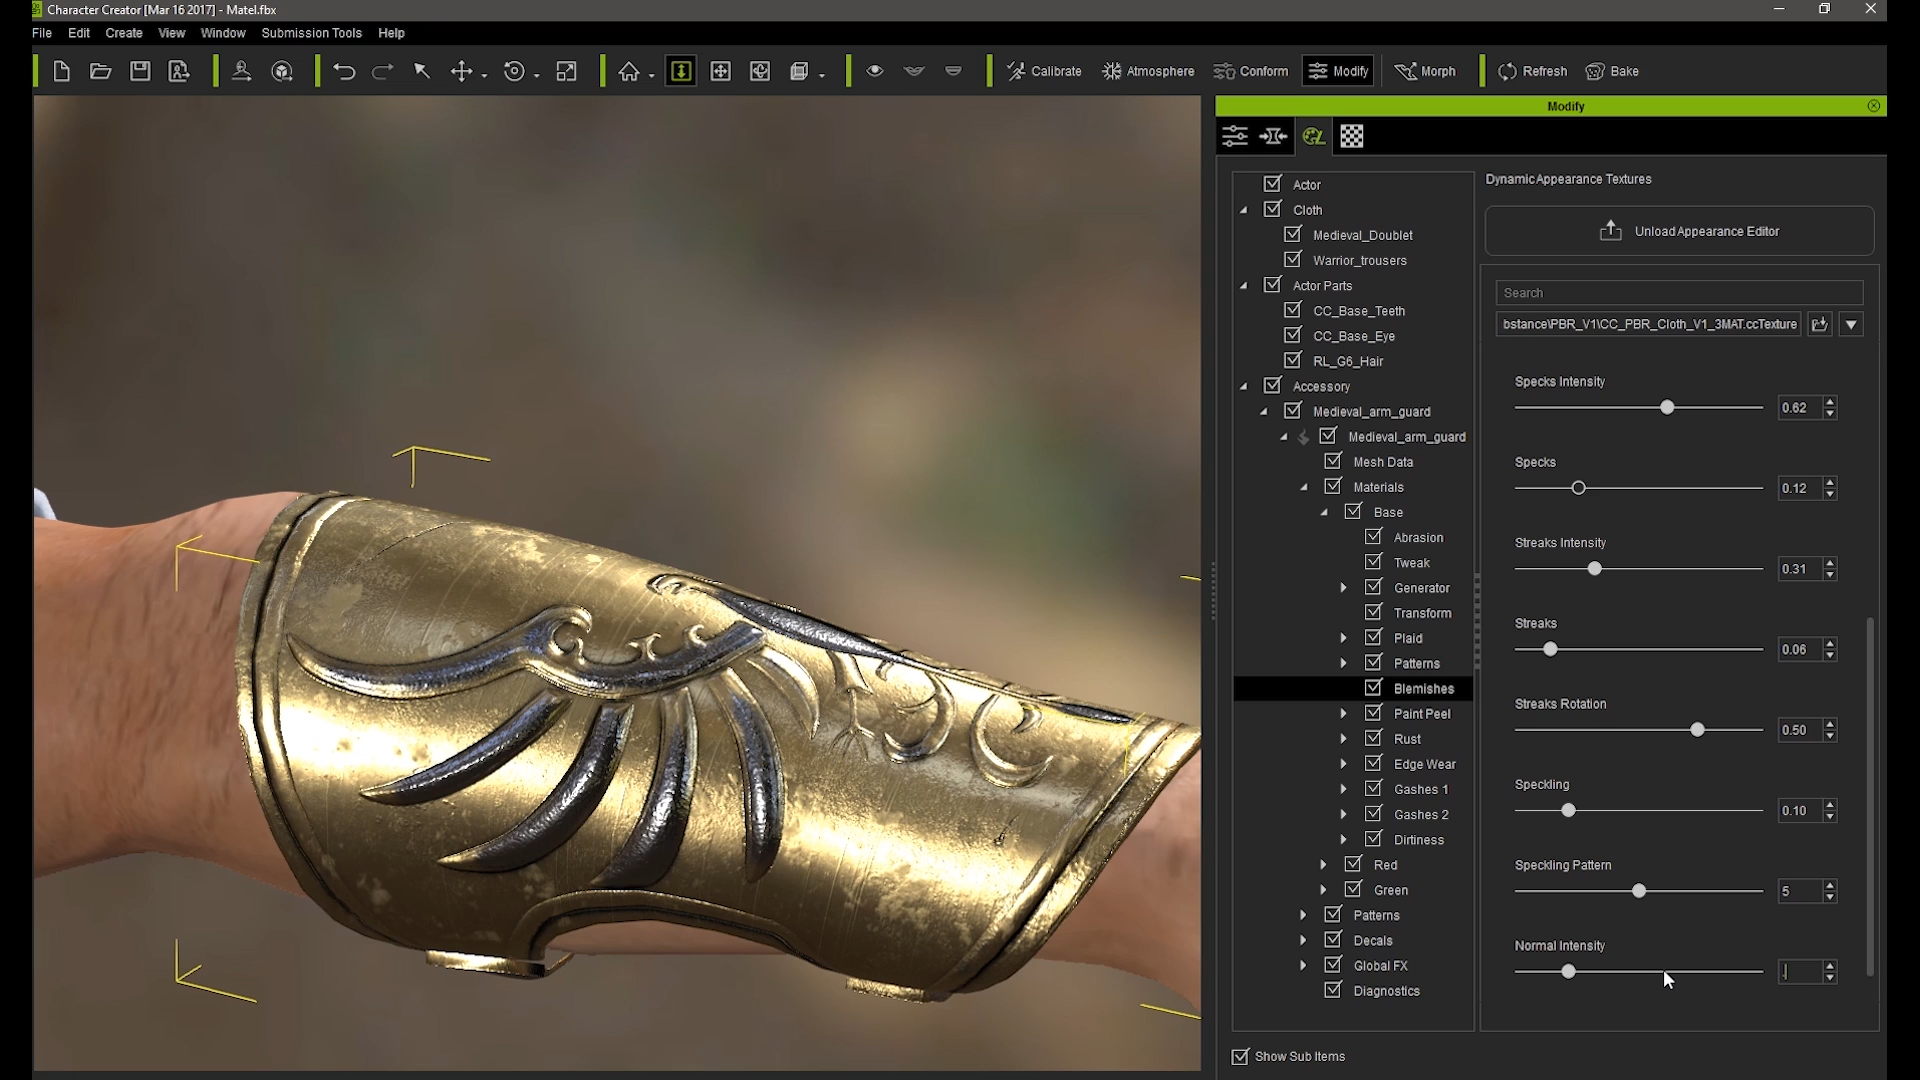 Character Creator [Mar 16 2017] - Matel.fbx
File Edit Create View Window Submission Tools Help
Calibrate Atmosphere Conform Modify Morph Refresh Bake
Modify
Actor
Cloth
Medieval_Doublet
Warrior_trousers
Actor Parts
CC_Base_Teeth
CC_Base_Eye
RL_G6_Hair
Accessory
Medieval_arm_guard
Medieval_arm_guard
Mesh Data
Materials
Base
Abrasion
Tweak
Generator
Transform
Plaid
Patterns
Blemishes
Paint Peel
Rust
Edge Wear
Gashes 1
Gashes 2
Dirtiness
Red
Green
Patterns
Decals
Global FX
Diagnostics
Show Sub Items
Dynamic Appearance Textures
Unload Appearance Editor
Search
bstance\PBR_V1\CC_PBR_Cloth_V1_3MAT.ccTexture
Specks Intensity
0.62
Specks
0.12
Streaks Intensity
0.31
Streaks
0.06
Streaks Rotation
0.50
Speckling
0.10
Speckling Pattern
5
Normal Intensity
.